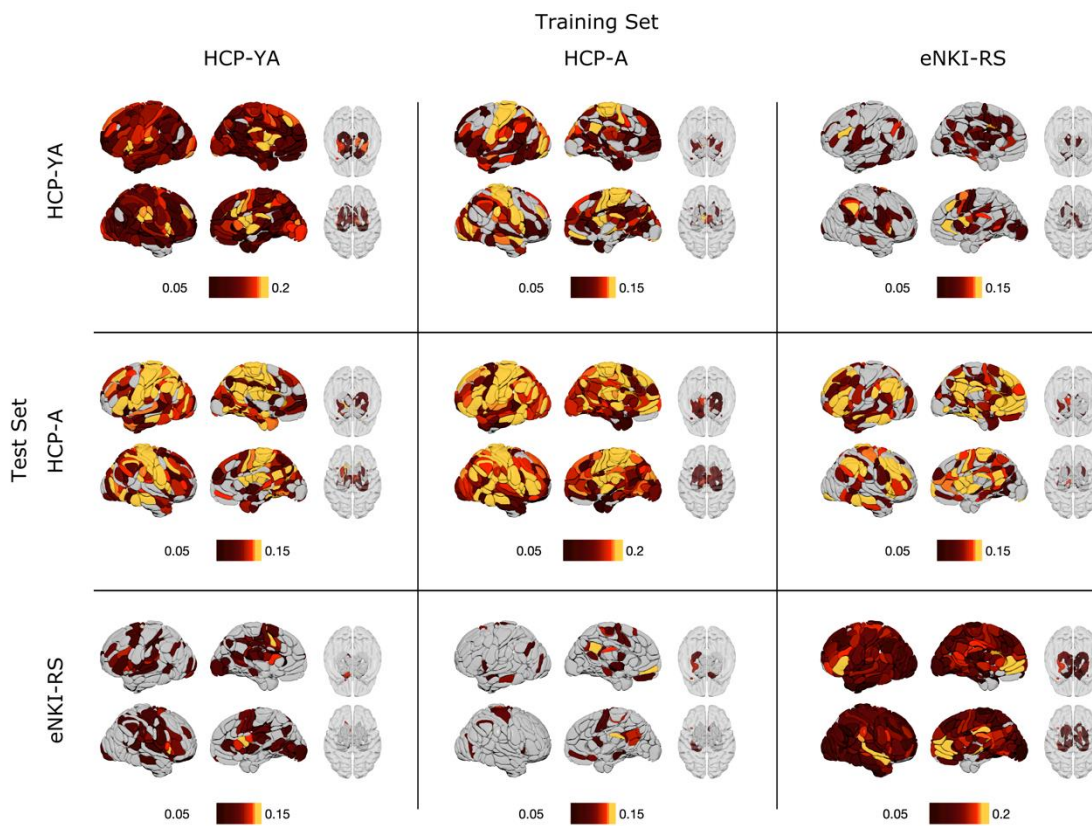 Training Set
HCP-YA HCP-A eNKI-RS
HCP-YA
0.05 0.2 0.05 0.15 0.05 0.15
Test Set
HCP-A
0.05 0.15 0.05 0.2 0.05 0.15
eNKI-RS
0.05 0.15 0.05 0.15 0.05 0.2